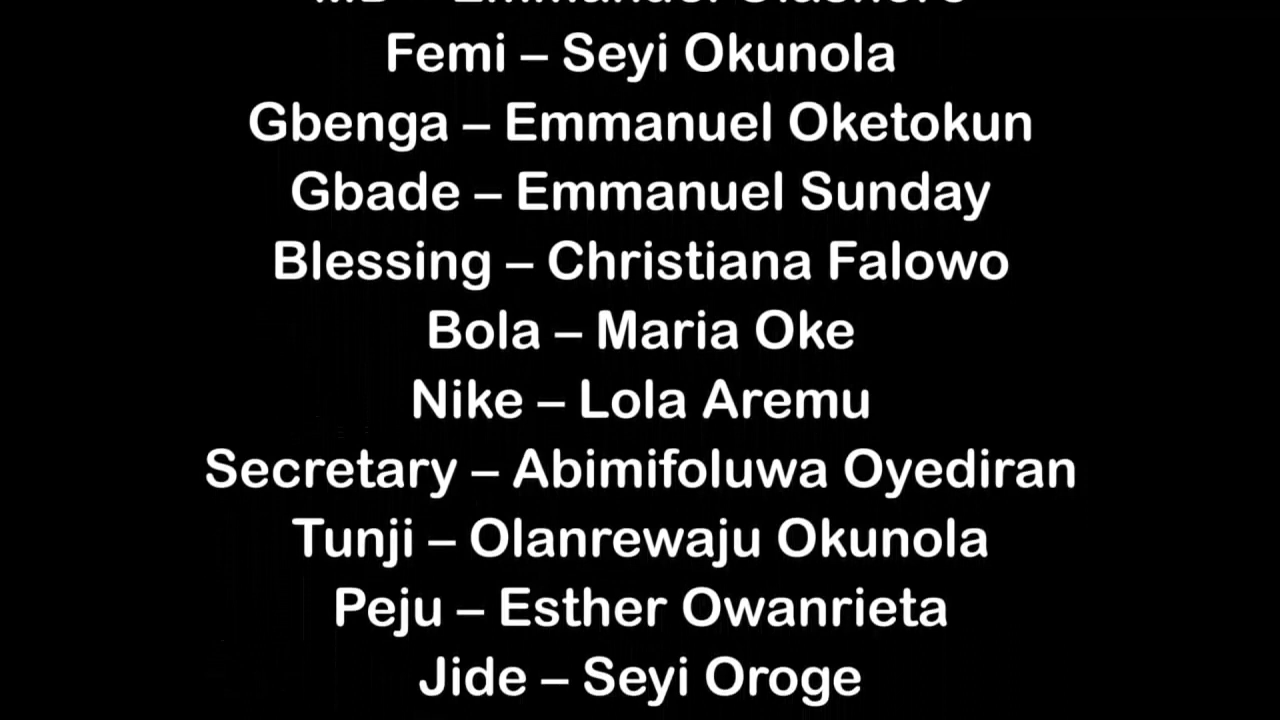 Femi – Seyi Okunola
Gbenga – Emmanuel Oketokun
Gbade – Emmanuel Sunday
Blessing – Christiana Falowo
Bola – Maria Oke
Nike – Lola Aremu
Secretary – Abimifoluwa Oyediran
Tunji – Olanrewaju Okunola
Peju – Esther Owanrieta
Jide – Seyi Oroge